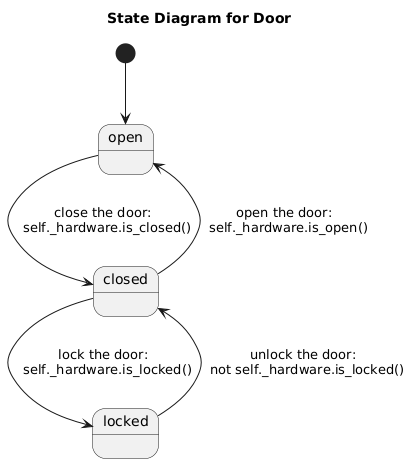 State Diagram for Door
open
close the door:
self._hardware.is_closed()
open the door:
self._hardware.is_open()
closed
lock the door:
self._hardware.is_locked()
unlock the door:
not self._hardware.is_locked()
locked